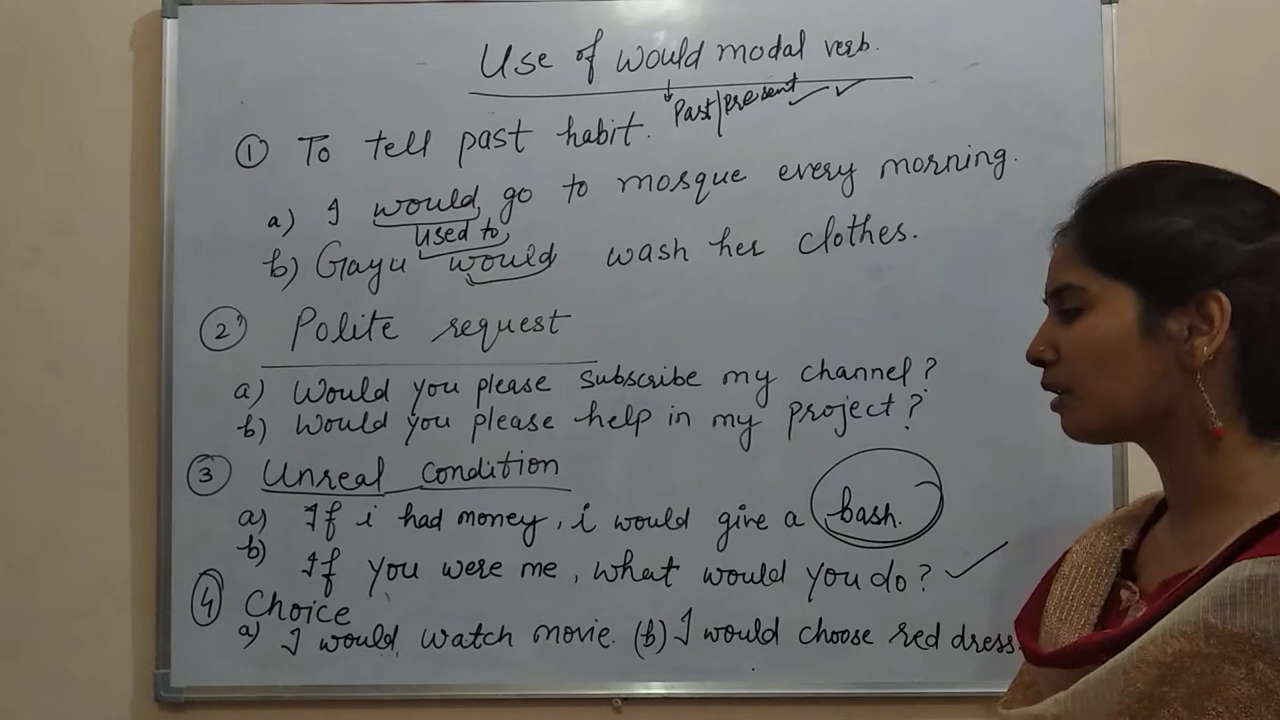 Use of would modal verb.
Past/present
① To tell past habit.
a) I would go to mosque every morning.
used to
b) Gayu would wash her clothes.
② Polite request
a) Would you please subscribe my channel?
b) Would you please help in my project?
③ Unreal condition
a) If i had money, i would give a bash.
b) If you were me, what would you do?
④ Choice
a) I would watch movie. (b) I would choose red dress.